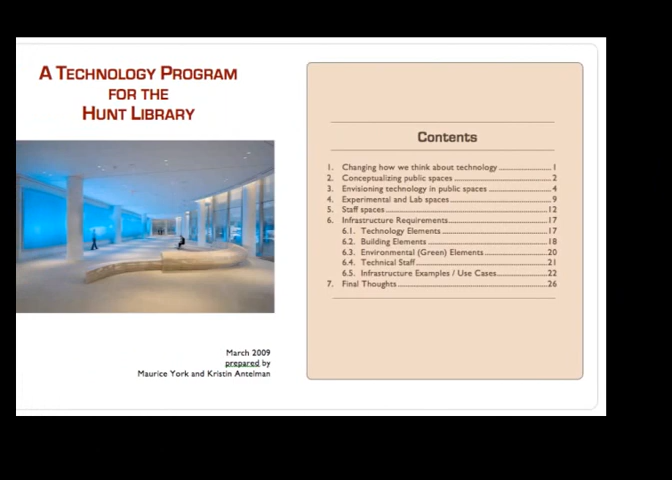 A TECHNOLOGY PROGRAM
FOR THE
HUNT LIBRARY
March 2009
prepared by
Maurice York and Kristin Antelman
Contents
1. Changing how we think about technology 1
2. Conceptualizing public spaces 2
3. Envisioning technology in public spaces 4
4. Experimental and Lab spaces 9
5. Staff spaces 12
6. Infrastructure Requirements 17
6.1. Technology Elements 17
6.2. Building Elements 18
6.3. Environmental (Green) Elements 20
6.4. Technical Staff 21
6.5. Infrastructure Examples / Use Cases 22
7. Final Thoughts 26